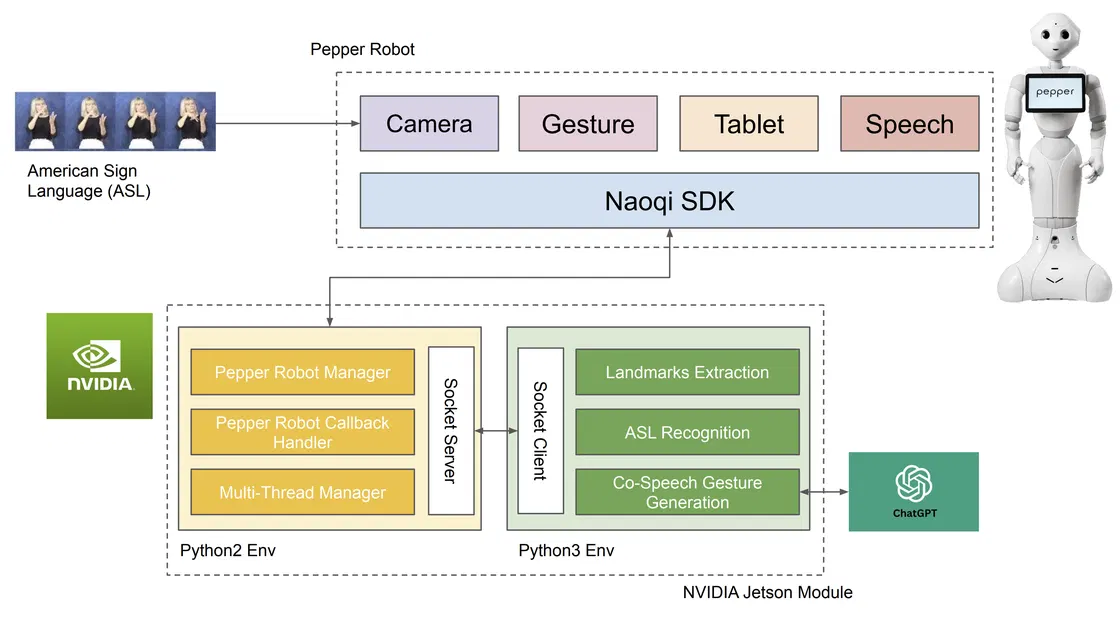 Pepper Robot
Camera
Gesture
Tablet
Speech
pepper
American Sign
Language (ASL)
Naoqi SDK
NVIDIA
Pepper Robot Manager
Pepper Robot Callback
Handler
Multi-Thread Manager
Socket Server
Socket Client
Landmarks Extraction
ASL Recognition
Co-Speech Gesture
Generation
ChatGPT
Python2 Env
Python3 Env
NVIDIA Jetson Module